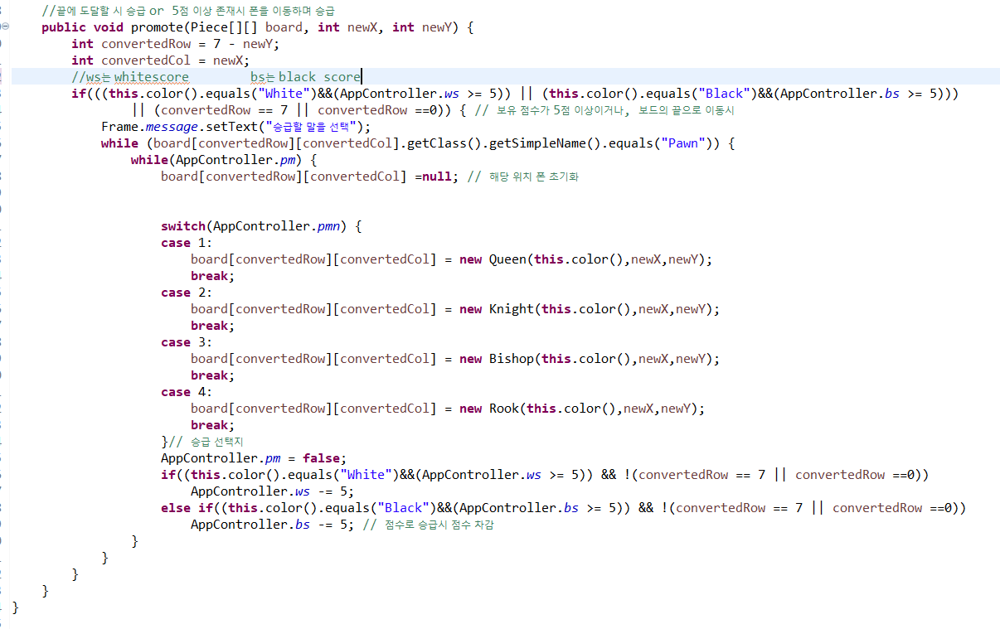 //끝에 도달할 시 승급 or 5점 이상 존재시 폰을 이동하며 승급
public void promote(Piece[][] board, int newX, int newY) {
int convertedRow = 7 - newY;
int convertedCol = newX;
//ws는 whitescore        bs는 black score
if(((this.color().equals("White")&&(AppController.ws >= 5)) || (this.color().equals("Black")&&(AppController.bs >= 5)))
|| (convertedRow == 7 || convertedRow ==0)) { // 보유 점수가 5점 이상이거나, 보드의 끝으로 이동시
Frame.message.setText("승급할 말을 선택");
while (board[convertedRow][convertedCol].getClass().getSimpleName().equals("Pawn")) {
while(AppController.pm) {
board[convertedRow][convertedCol] =null; // 해당 위치 폰 초기화
switch(AppController.pmn) {
case 1:
board[convertedRow][convertedCol] = new Queen(this.color(),newX,newY);
break;
case 2:
board[convertedRow][convertedCol] = new Knight(this.color(),newX,newY);
break;
case 3:
board[convertedRow][convertedCol] = new Bishop(this.color(),newX,newY);
break;
case 4:
board[convertedRow][convertedCol] = new Rook(this.color(),newX,newY);
break;
}// 승급 선택지
AppController.pm = false;
if((this.color().equals("White")&&(AppController.ws >= 5)) && !(convertedRow == 7 || convertedRow ==0))
AppController.ws -= 5;
else if((this.color().equals("Black")&&(AppController.bs >= 5)) && !(convertedRow == 7 || convertedRow ==0))
AppController.bs -= 5; // 점수로 승급시 점수 차감
}
}
}
}
}